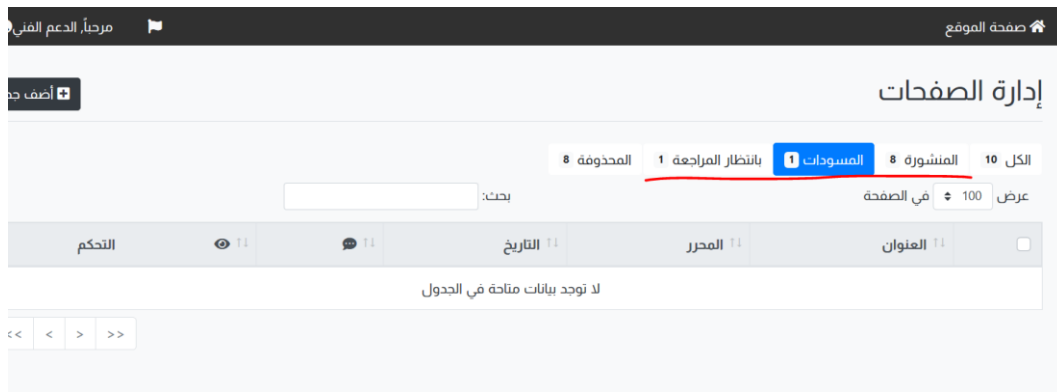 صفحة الموقع
مرحباً, الدعم الفني
إدارة الصفحات
أضف
الكل 10 المنشورة 8 المسودات 1 بانتظار المراجعة 1 المحذوفة 8
عرض 100 في الصفحة
بحث:
العنوان المحرر التاريخ التحكم
لا توجد بيانات متاحة في الجدول
<< < > >>